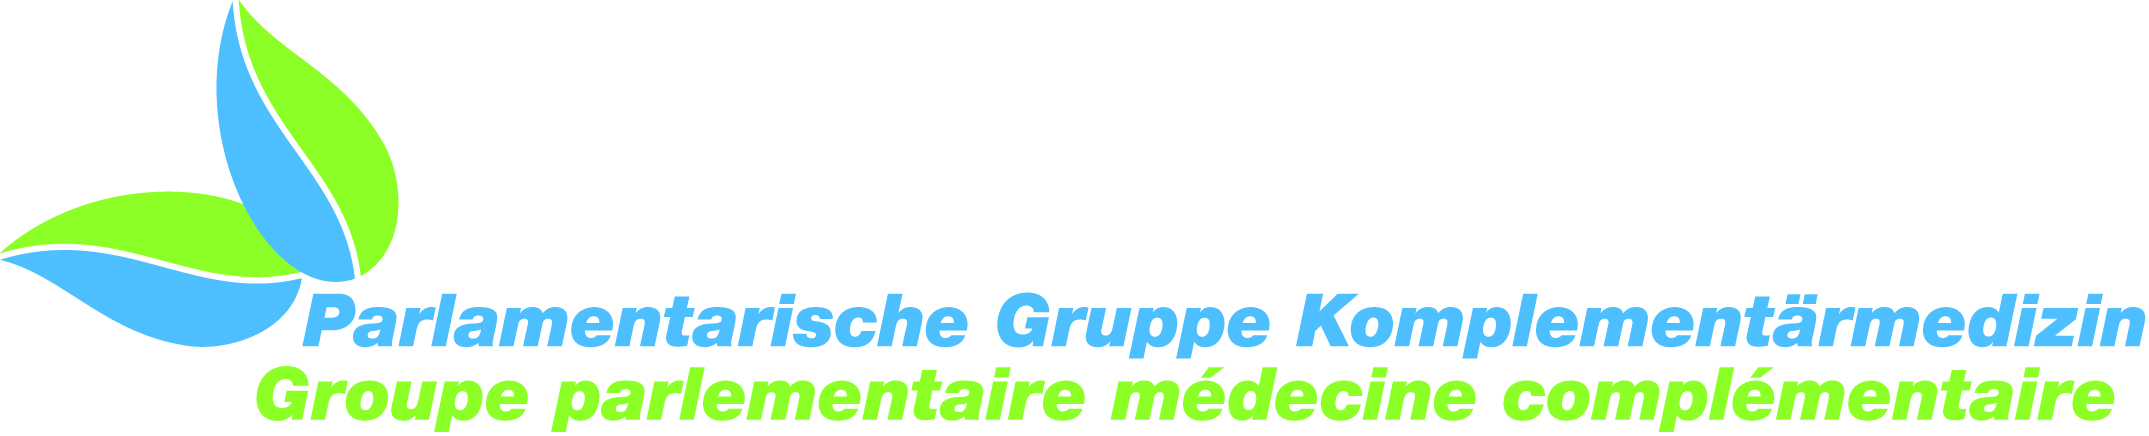 Parlamentarische Gruppe Komplementärmedizin
Groupe parlementaire médecine complémentaire